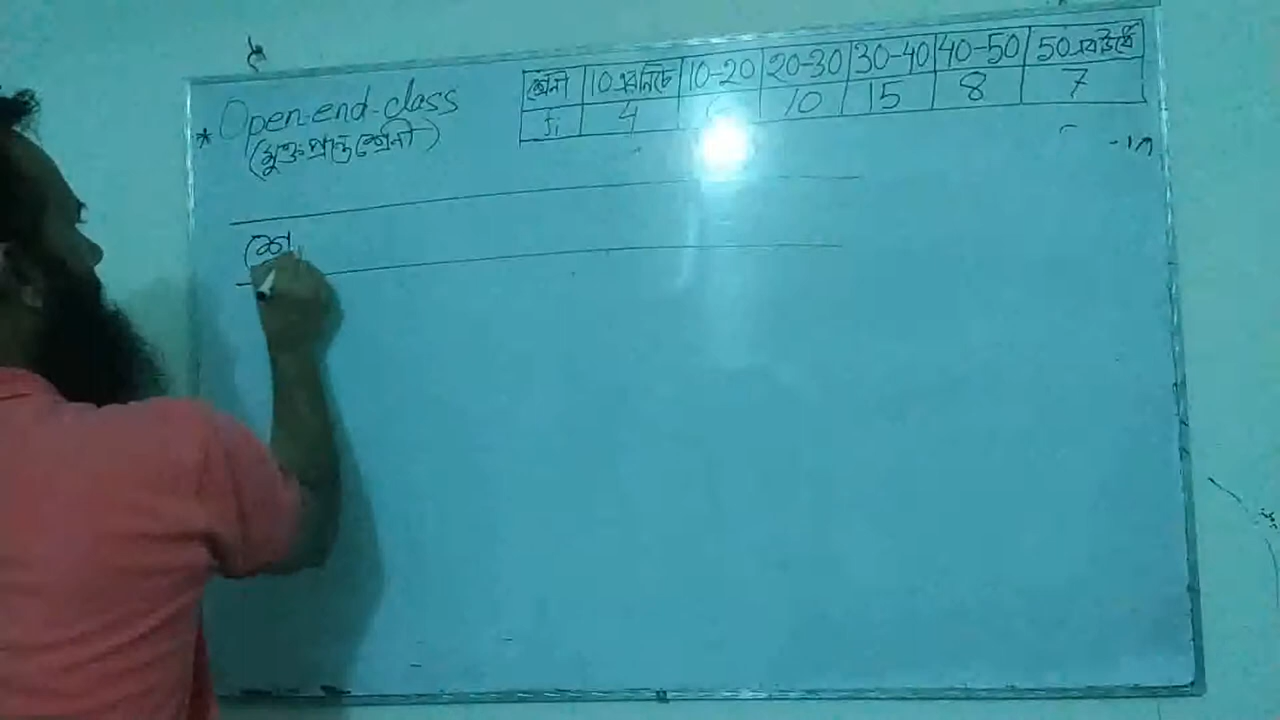 * Open-end-class
(মুক্ত প্রান্ত শ্রেনী)
শ্রেনী 10 এর নিচে 10-20 20-30 30-40 40-50 50 এর উর্ধ্বে
fi 4 10 15 8 7
শ্রে